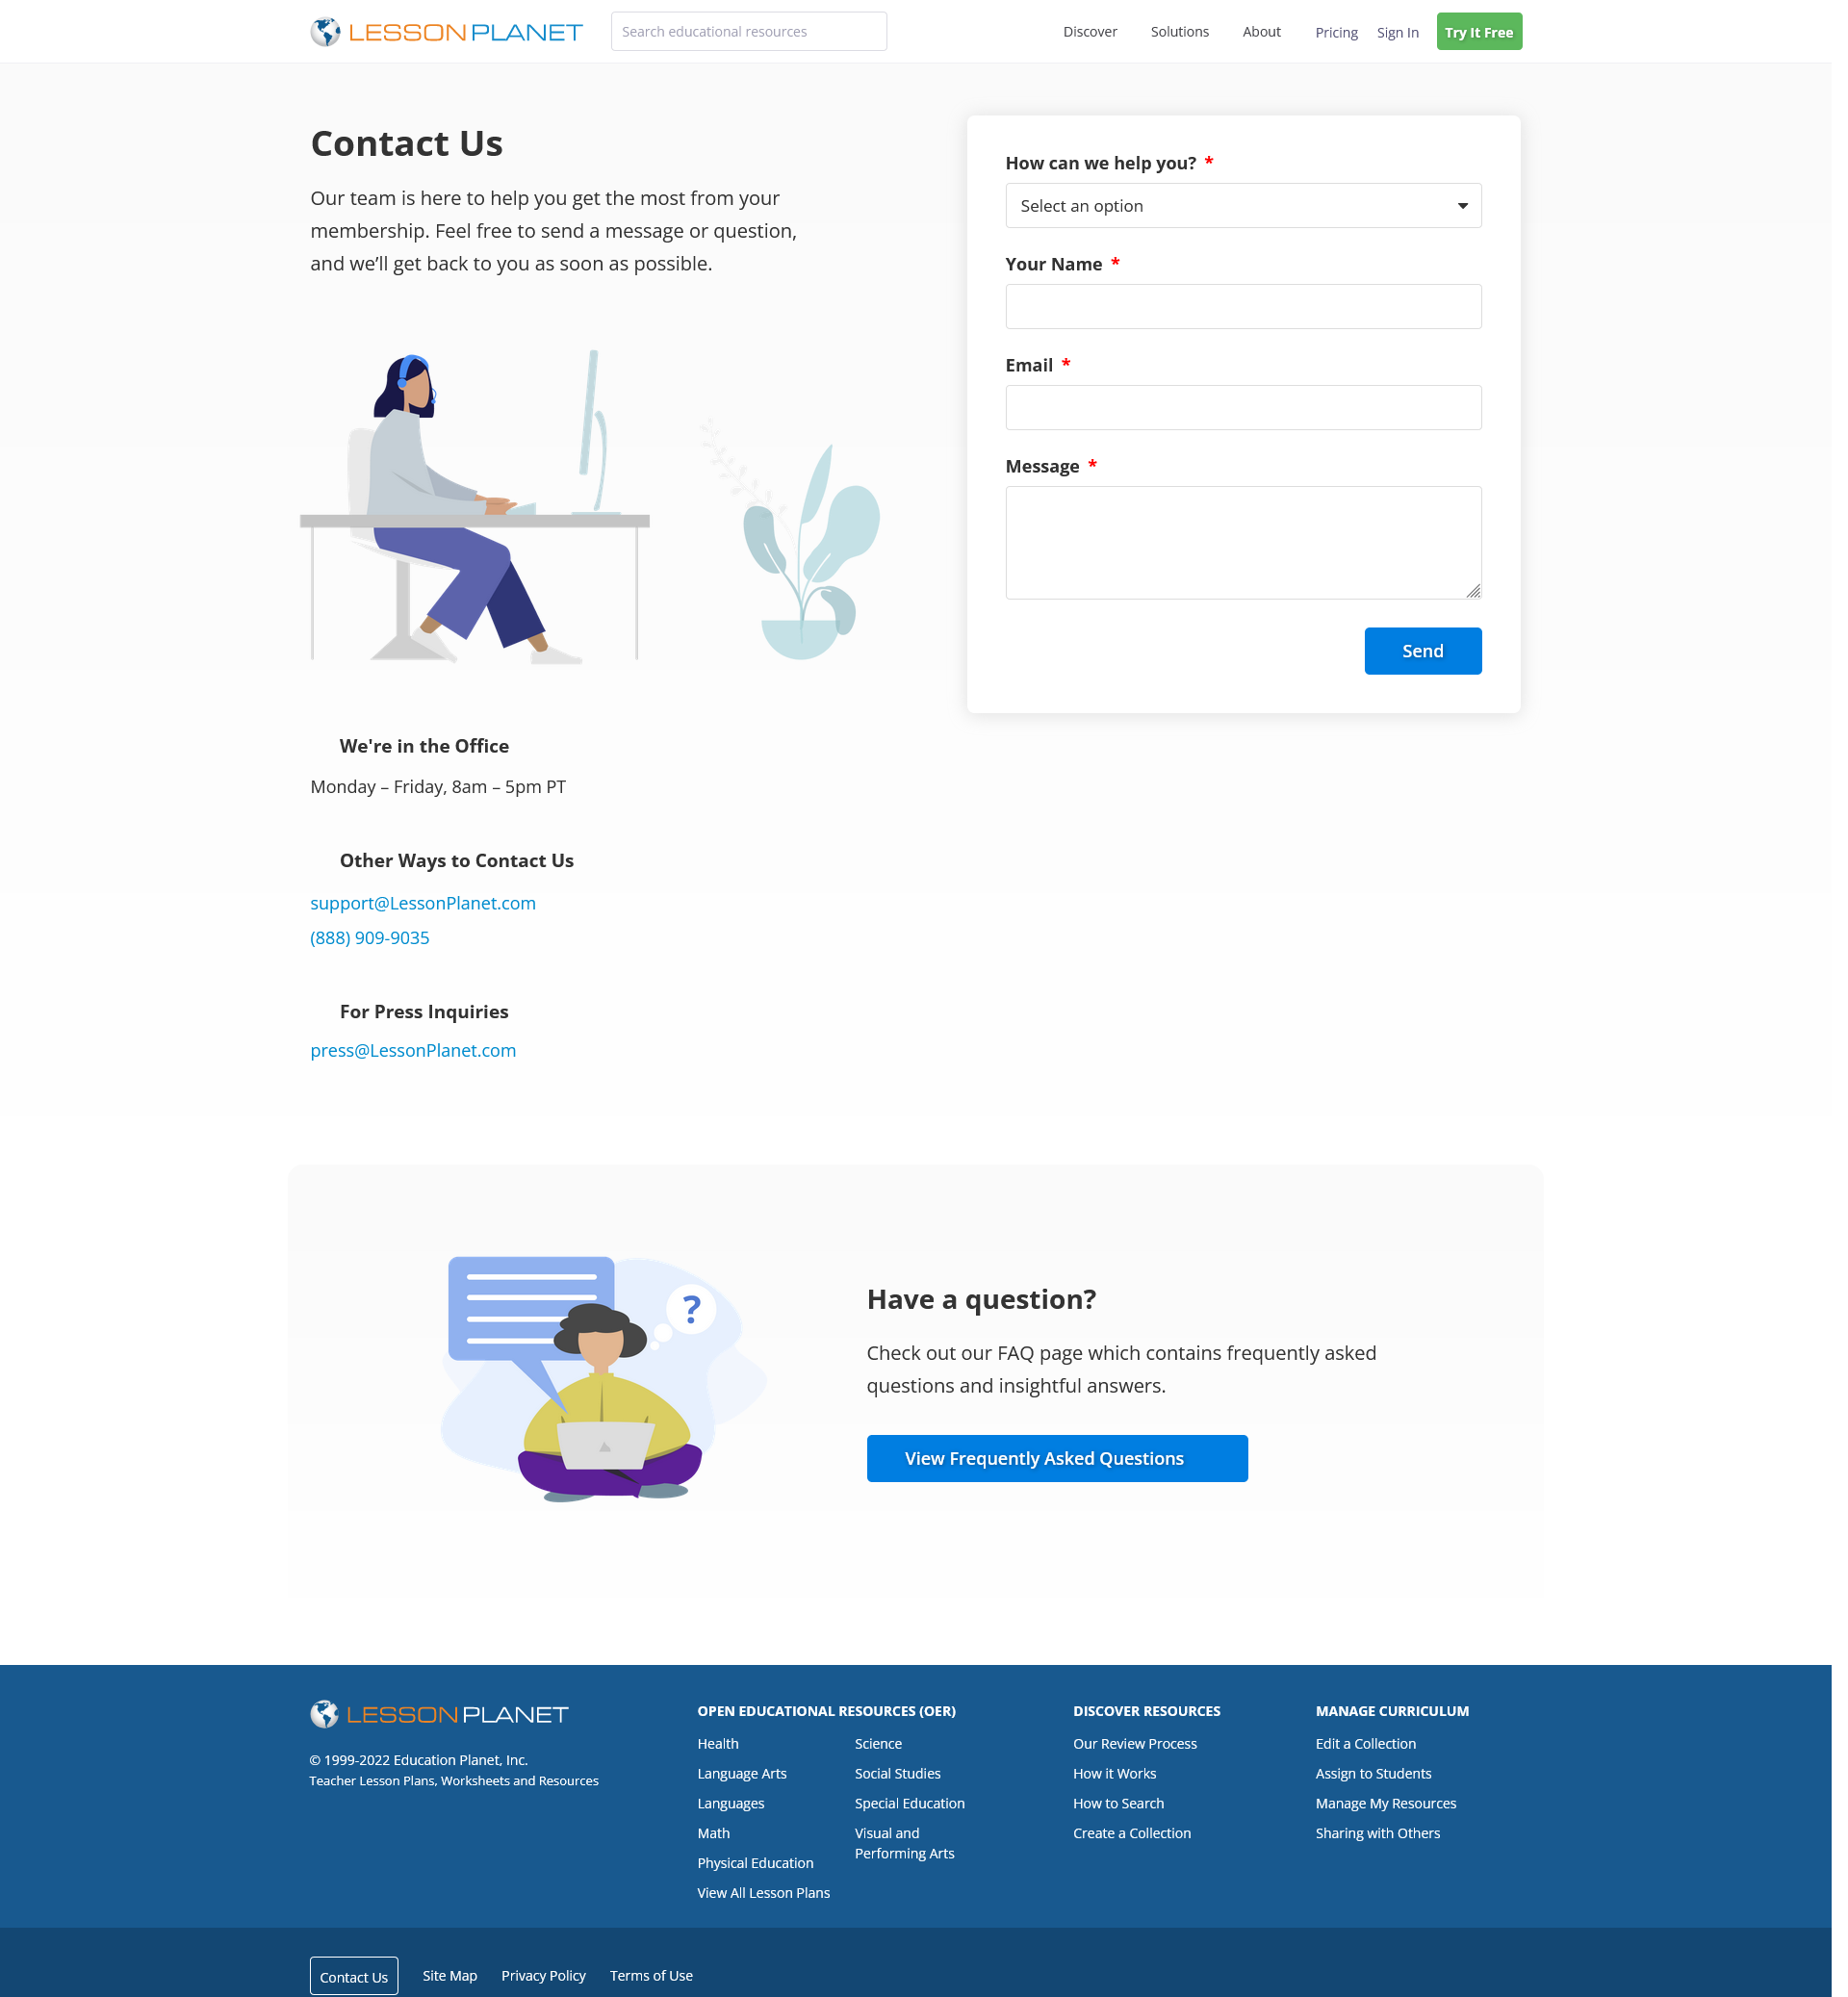 LESSON PLANET
Search educational resources
Discover
Solutions
About
Pricing
Sign In
Try It Free
Contact Us
Our team is here to help you get the most from your
membership. Feel free to send a message or question,
and we’ll get back to you as soon as possible.
How can we help you? *
Select an option
Your Name *
Email *
Message *
Send
We're in the Office
Monday – Friday, 8am – 5pm PT
Other Ways to Contact Us
support@LessonPlanet.com
(888) 909-9035
For Press Inquiries
press@LessonPlanet.com
?
Have a question?
Check out our FAQ page which contains frequently asked
questions and insightful answers.
View Frequently Asked Questions
LESSON PLANET
© 1999-2022 Education Planet, Inc.
Teacher Lesson Plans, Worksheets and Resources
OPEN EDUCATIONAL RESOURCES (OER)
Health
Language Arts
Languages
Math
Physical Education
View All Lesson Plans
Science
Social Studies
Special Education
Visual and
Performing Arts
DISCOVER RESOURCES
Our Review Process
How it Works
How to Search
Create a Collection
MANAGE CURRICULUM
Edit a Collection
Assign to Students
Manage My Resources
Sharing with Others
Contact Us
Site Map
Privacy Policy
Terms of Use